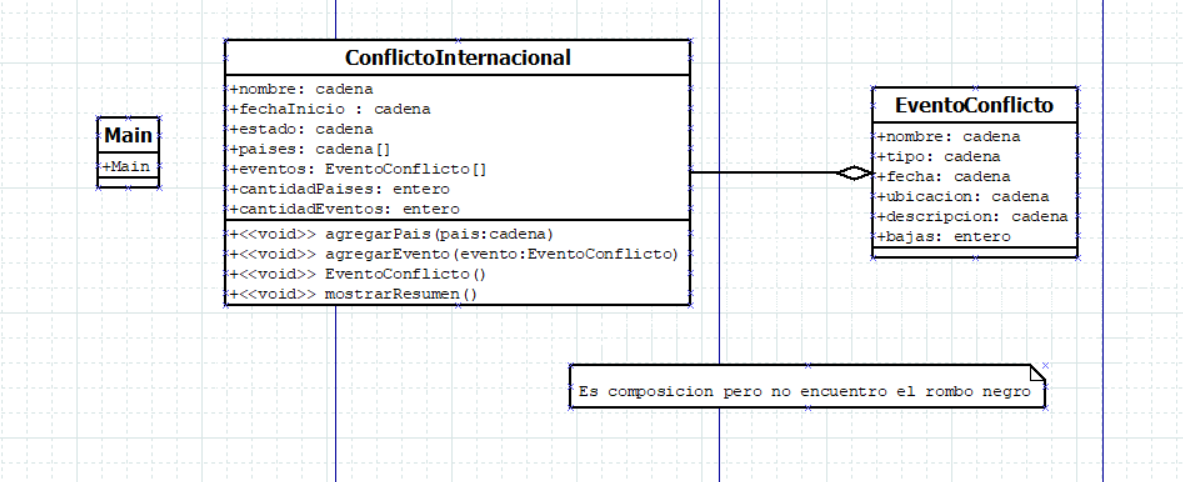 Main
+Main
ConflictoInternacional
+nombre: cadena
+fechaInicio : cadena
+estado: cadena
+paises: cadena[]
+eventos: EventoConflicto[]
+cantidadPaises: entero
+cantidadEventos: entero
+<<void>> agregarPais(pais:cadena)
+<<void>> agregarEvento(evento:EventoConflicto)
+<<void>> EventoConflicto()
+<<void>> mostrarResumen()
EventoConflicto
+nombre: cadena
+tipo: cadena
+fecha: cadena
+ubicacion: cadena
+descripcion: cadena
+bajas: entero
Es composicion pero no encuentro el rombo negro